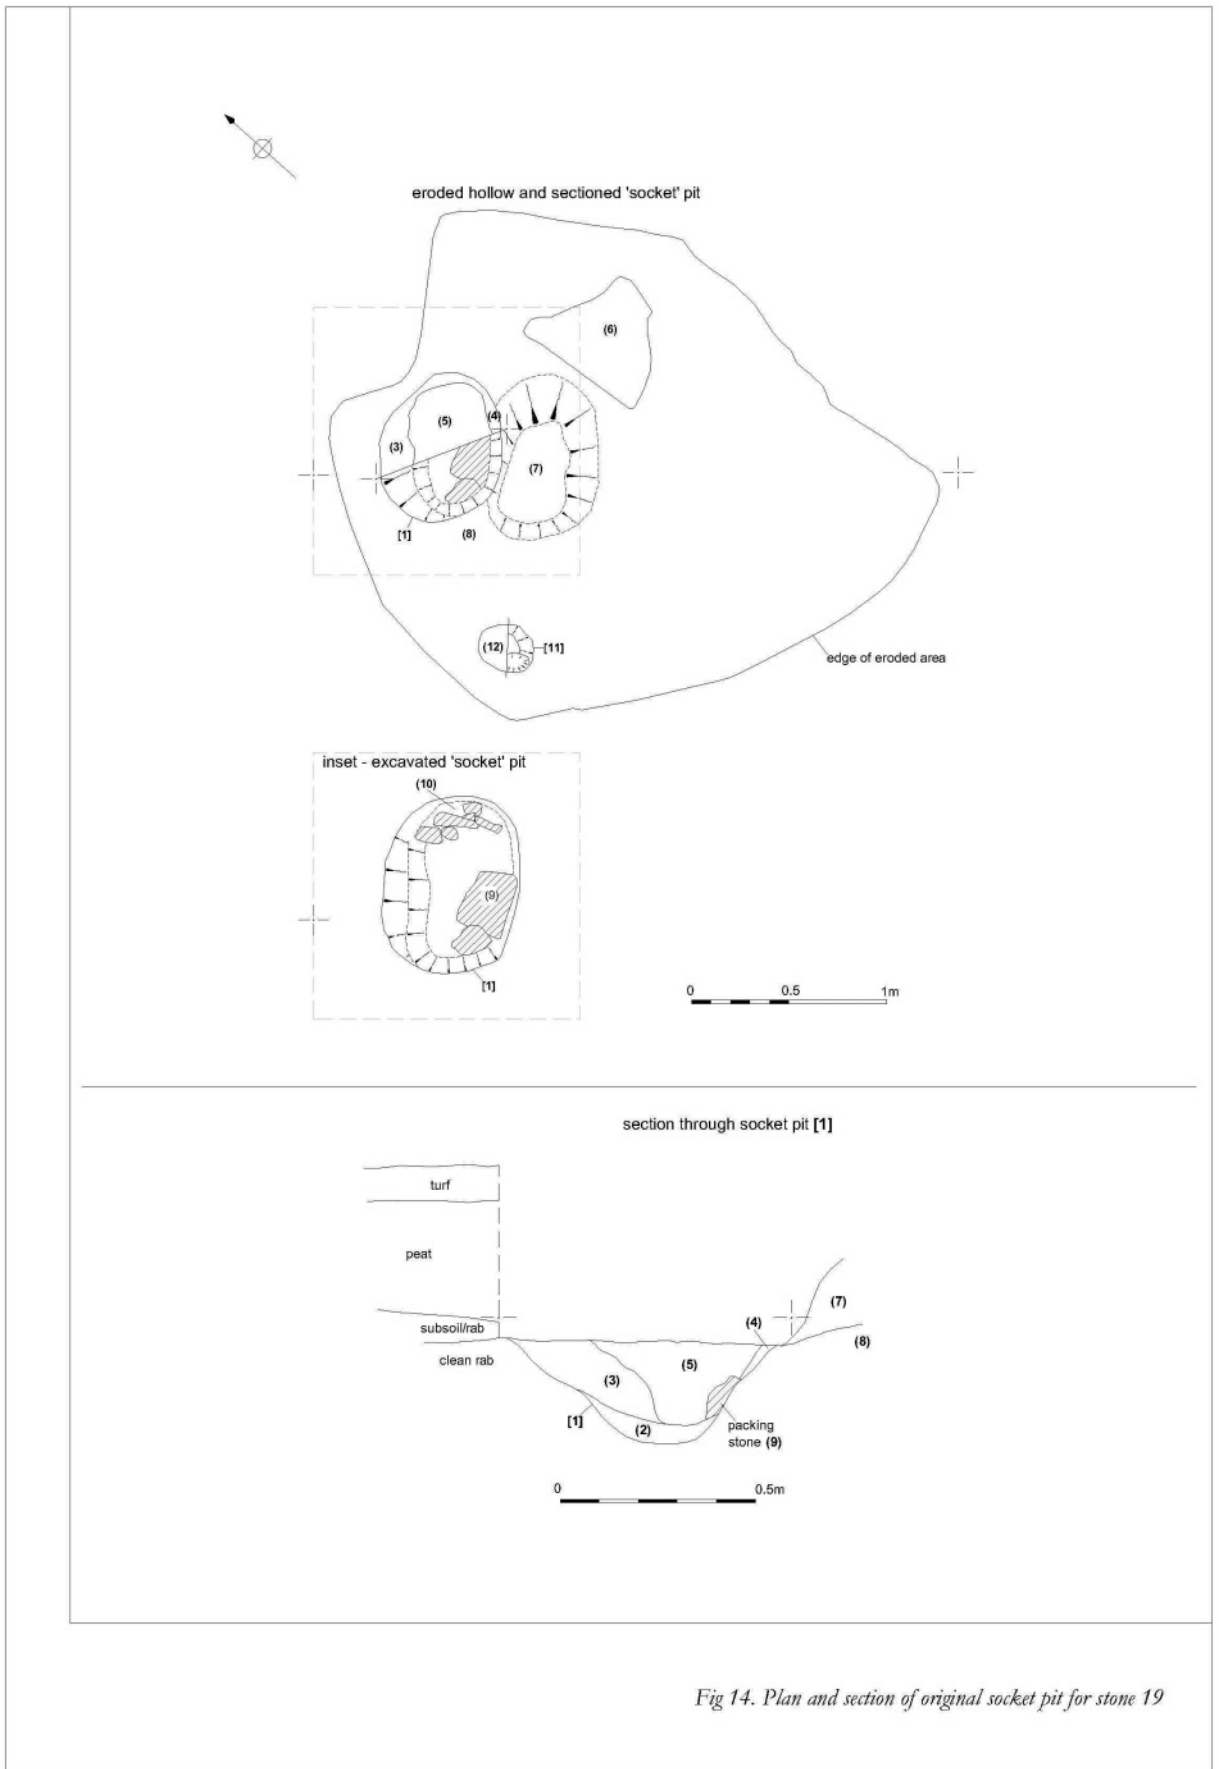 eroded hollow and sectioned 'socket' pit
(6)
(5)
(4)
(3)
(7)
[1]
(8)
(12)
[11]
edge of eroded area
inset - excavated 'socket' pit
(10)
(9)
[1]
0 0.5 1m
section through socket pit [1]
turf
peat
(7)
subsoil/rab
(4)
(8)
clean rab
(5)
(3)
[1]
(2)
packing
stone (9)
0 0.5m
Fig 14. Plan and section of original socket pit for stone 19